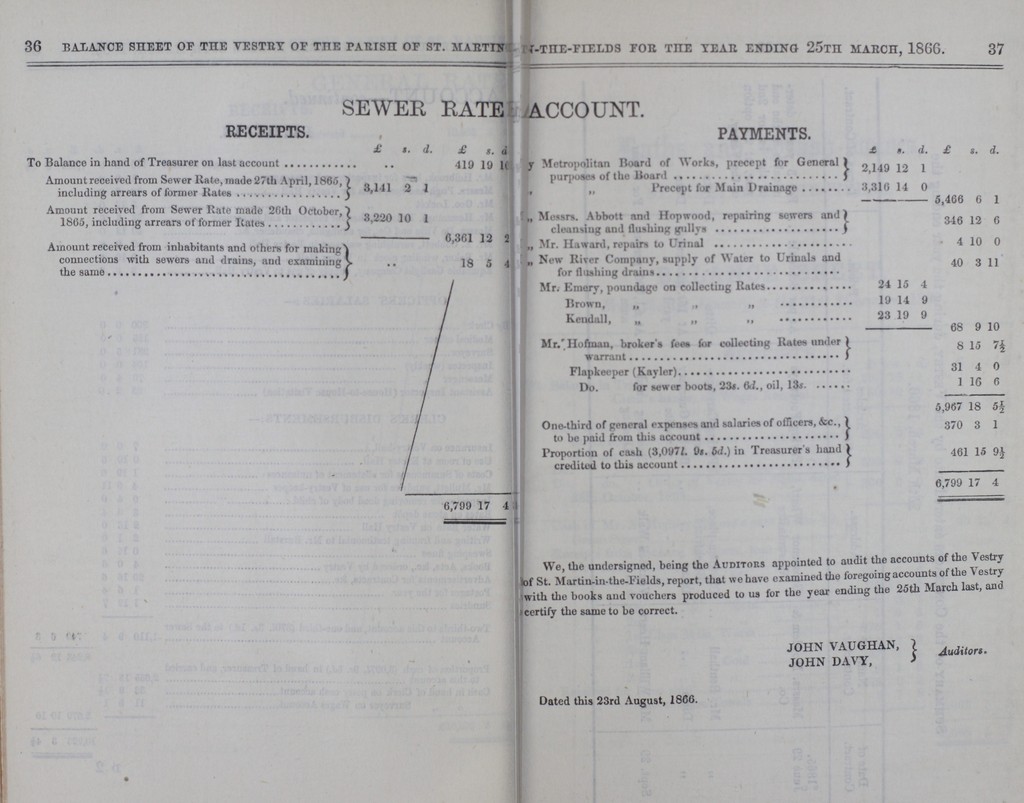 36 BALANCE SHEET OF THE VESTRY OF THE PARISH OF ST. MARTIN-IN-THE-FIELDS FOR THE YEAR ENDING 25TH MARCH, 1866. 37
SEWER RATE ACCOUNT.
RECEIPTS.
£ s. d. £ s. d
To Balance in hand of Treasurer on last account ............ .. 419 19 10
Amount received from Sewer Rate, made 27th April, 1865,
including arrears of former Rates .................. 3,141 2 1
Amount received from Sewer Rate made 26th October,
1865, including arrears of former Rates ............ 3,220 10 1
6,361 12 2
Amount received from inhabitants and others for making
connections with sewers and drains, and examining
the same .................................... .. 18 5 4
6,799 17 4
PAYMENTS.
£ s. d. £ s. d.
y Metropolitan Board of Works, precept for General
purposes of the Board ........................ 2,149 12 1
„ „ Precept for Main Drainage ........ 3,316 14 0
5,466 6 1
„ Messrs. Abbott and Hopwood, repairing sewers and
cleansing and flushing gullys .................. 346 12 6
„ Mr. Haward, repairs to Urinal .................. 4 10 0
„ New River Company, supply of Water to Urinals and
for flushing drains ........................... 40 3 11
Mr. Emery, poundage on collecting Rates ............ 24 15 4
Brown, „ „ „ ............ 19 14 9
Kendall, „ „ „ ............ 23 19 9
68 9 10
Mr. Hofman, broker's fees for collecting Rates under
warrant .................................... 8 15 7½
Flapkeeper (Kayler) ........................... 31 4 0
Do. for sewer boots, 23s. 6d., oil, 13s. ...... 1 16 6
5,967 18 5½
One-third of general expenses and salaries of officers, &c.,
to be paid from this account .................. 370 3 1
Proportion of cash (3,097l. 9s. 5d.) in Treasurer's hand
credited to this account ........................ 461 15 9½
6,799 17 4
We, the undersigned, being the AUDITORS appointed to audit the accounts of the Vestry
of St. Martin-in-the-Fields, report, that we have examined the foregoing accounts of the Vestry
with the books and vouchers produced to us for the year ending the 25th March last, and
certify the same to be correct.
JOHN VAUGHAN,
JOHN DAVY, } Auditors.
Dated this 23rd August, 1866.